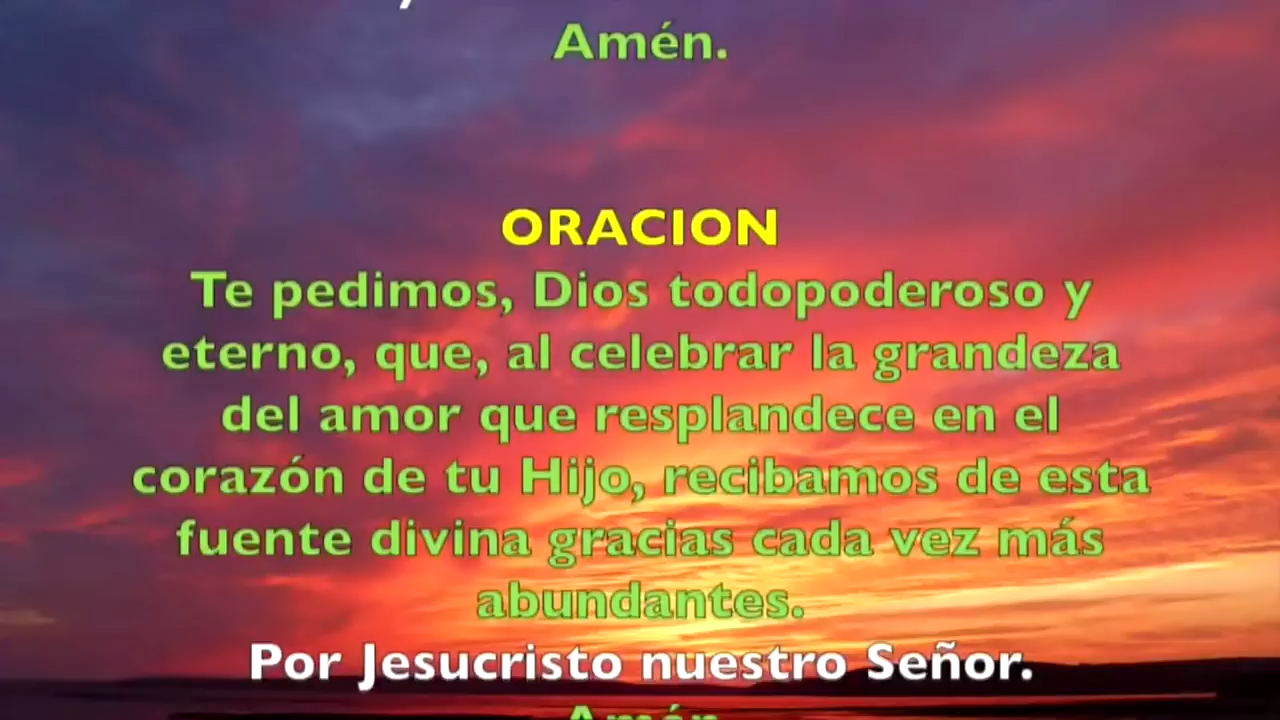 Amén.
ORACION
Te pedimos, Dios todopoderoso y
eterno, que, al celebrar la grandeza
del amor que resplandece en el
corazón de tu Hijo, recibamos de esta
fuente divina gracias cada vez más
abundantes.
Por Jesucristo nuestro Señor.
Amén